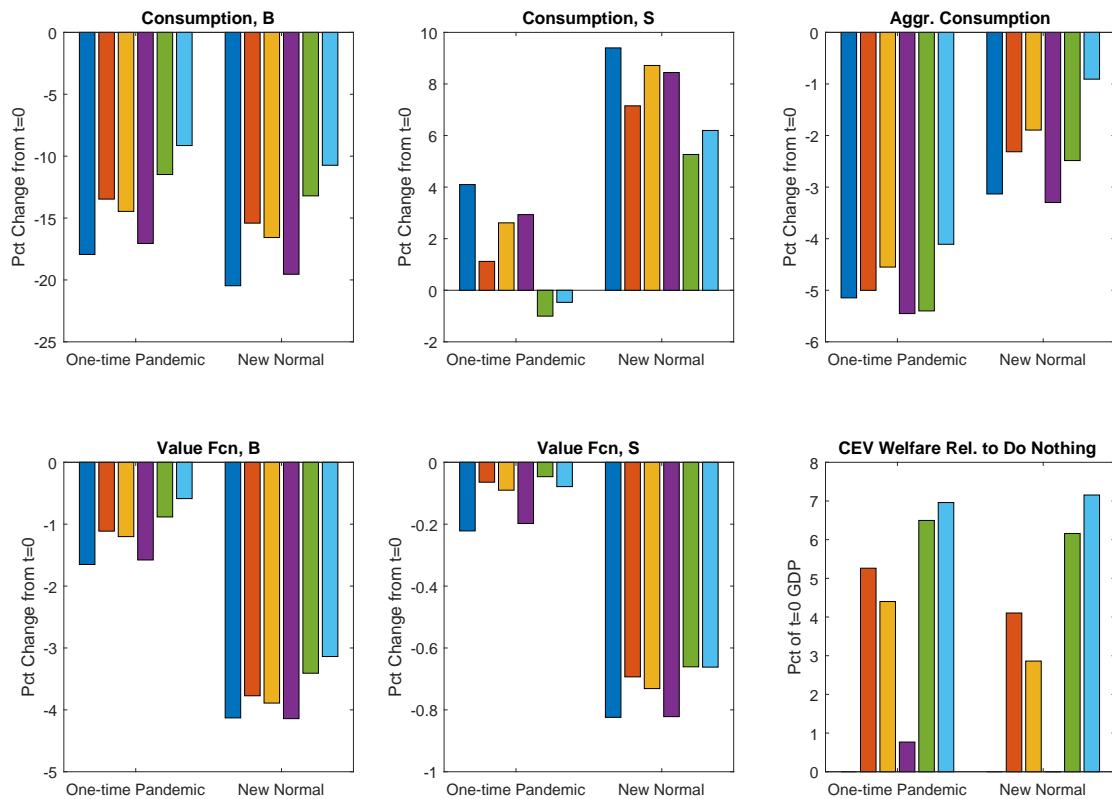 Consumption, B
Pct Change from t=0
0
-5
-10
-15
-20
-25
One-time Pandemic
New Normal
Consumption, S
Pct Change from t=0
10
8
6
4
2
0
-2
One-time Pandemic
New Normal
Aggr. Consumption
Pct Change from t=0
0
-1
-2
-3
-4
-5
-6
One-time Pandemic
New Normal
Value Fcn, B
Pct Change from t=0
0
-1
-2
-3
-4
-5
One-time Pandemic
New Normal
Value Fcn, S
Pct Change from t=0
0
-0.2
-0.4
-0.6
-0.8
-1
One-time Pandemic
New Normal
CEV Welfare Rel. to Do Nothing
Pct of t=0 GDP
8
7
6
5
4
3
2
1
0
One-time Pandemic
New Normal